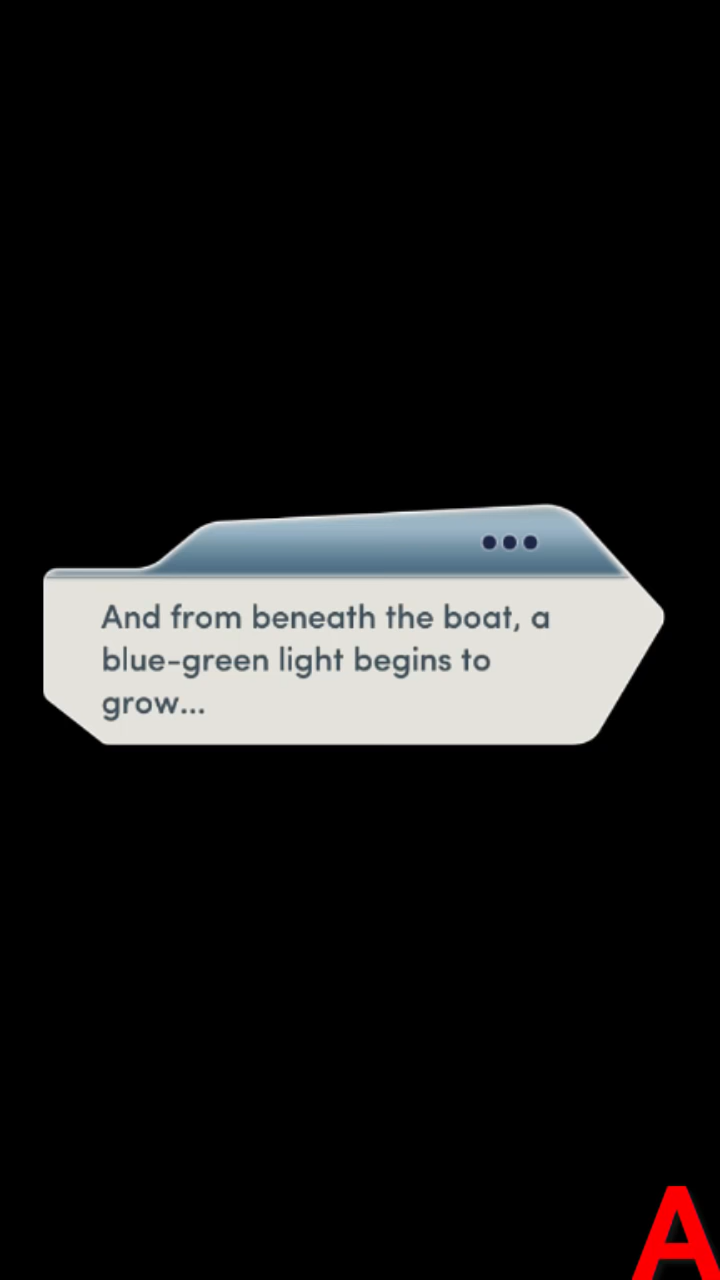 And from beneath the boat, a
blue-green light begins to
grow...
A